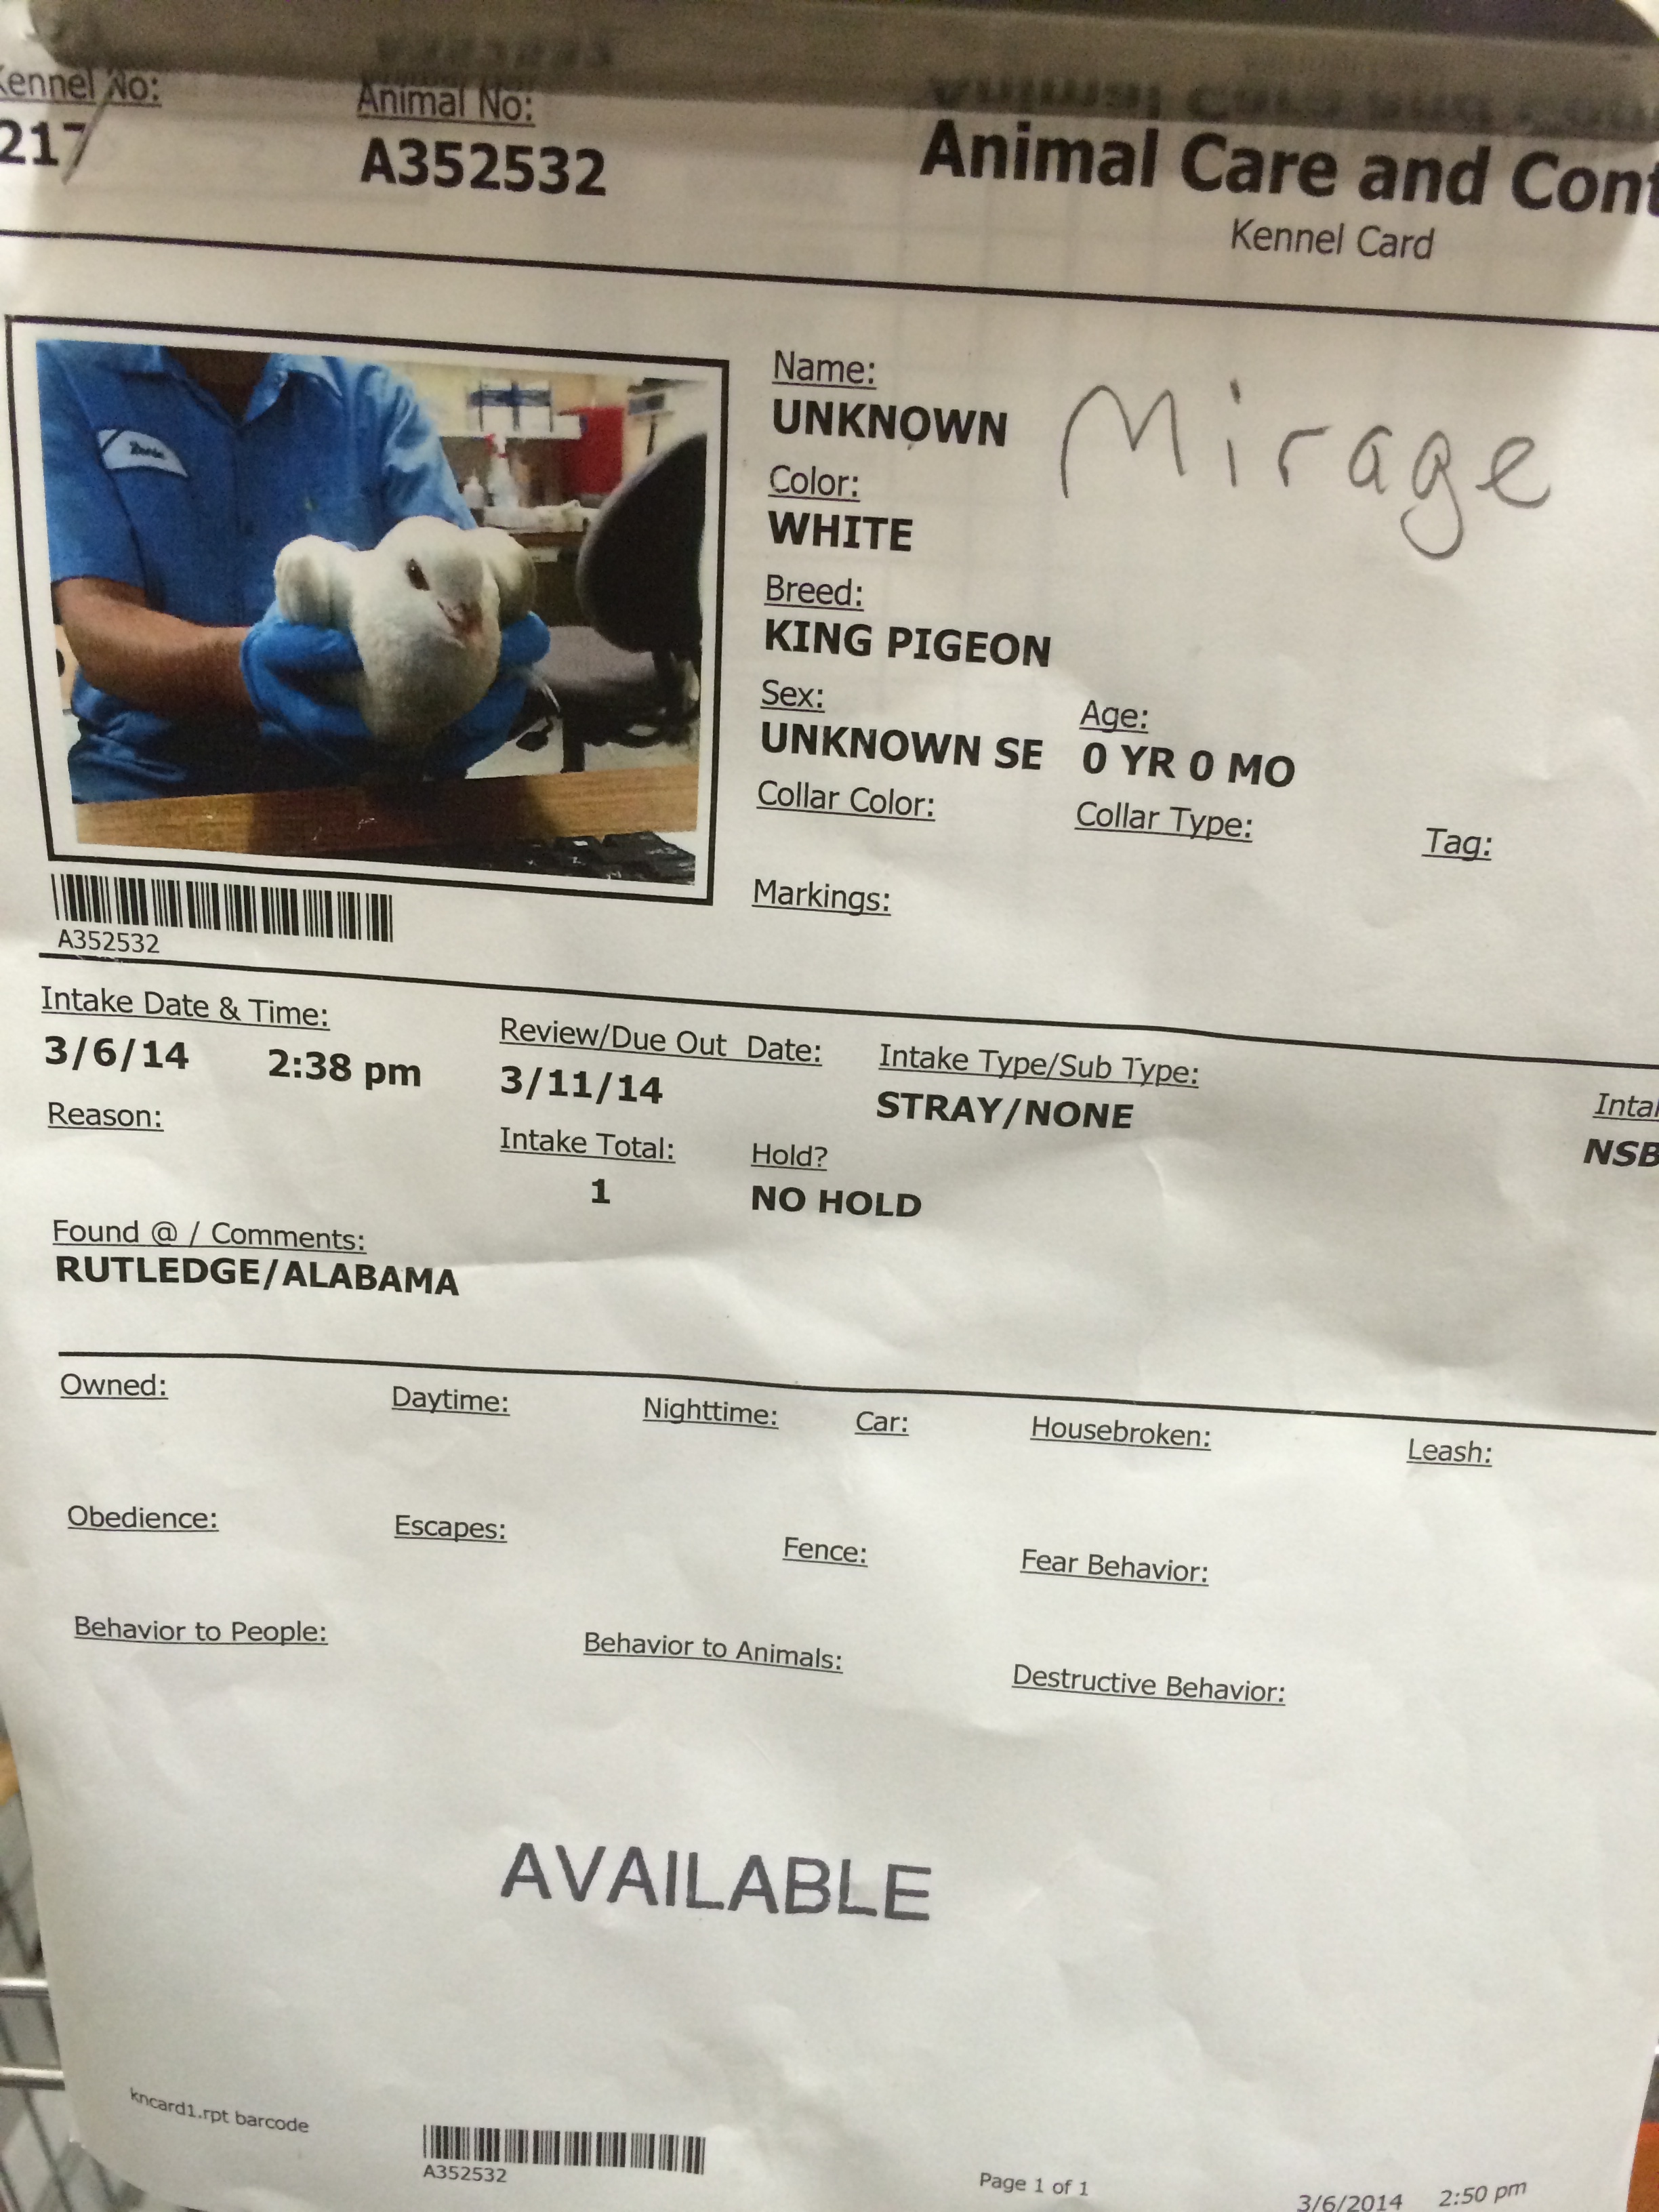 Kennel No:
217
Animal No:
A352532
Animal Care and Cont
Kennel Card
Name:
UNKNOWN
Mirage
Color:
WHITE
Breed:
KING PIGEON
Sex: Age:
UNKNOWN SE 0 YR 0 MO
Collar Color: Collar Type: Tag:
Markings:
A352532
Intake Date & Time: Review/Due Out Date: Intake Type/Sub Type:
3/6/14 2:38 pm 3/11/14 STRAY/NONE NSB
Reason: Intake Total: Hold?
1 NO HOLD
Found @ / Comments:
RUTLEDGE/ALABAMA
Owned: Daytime: Nighttime: Car: Housebroken: Leash:
Obedience: Escapes: Fence: Fear Behavior:
Behavior to People: Behavior to Animals: Destructive Behavior:
AVAILABLE
kncard1.rpt barcode
A352532
Page 1 of 1
3/6/2014 2:50 pm